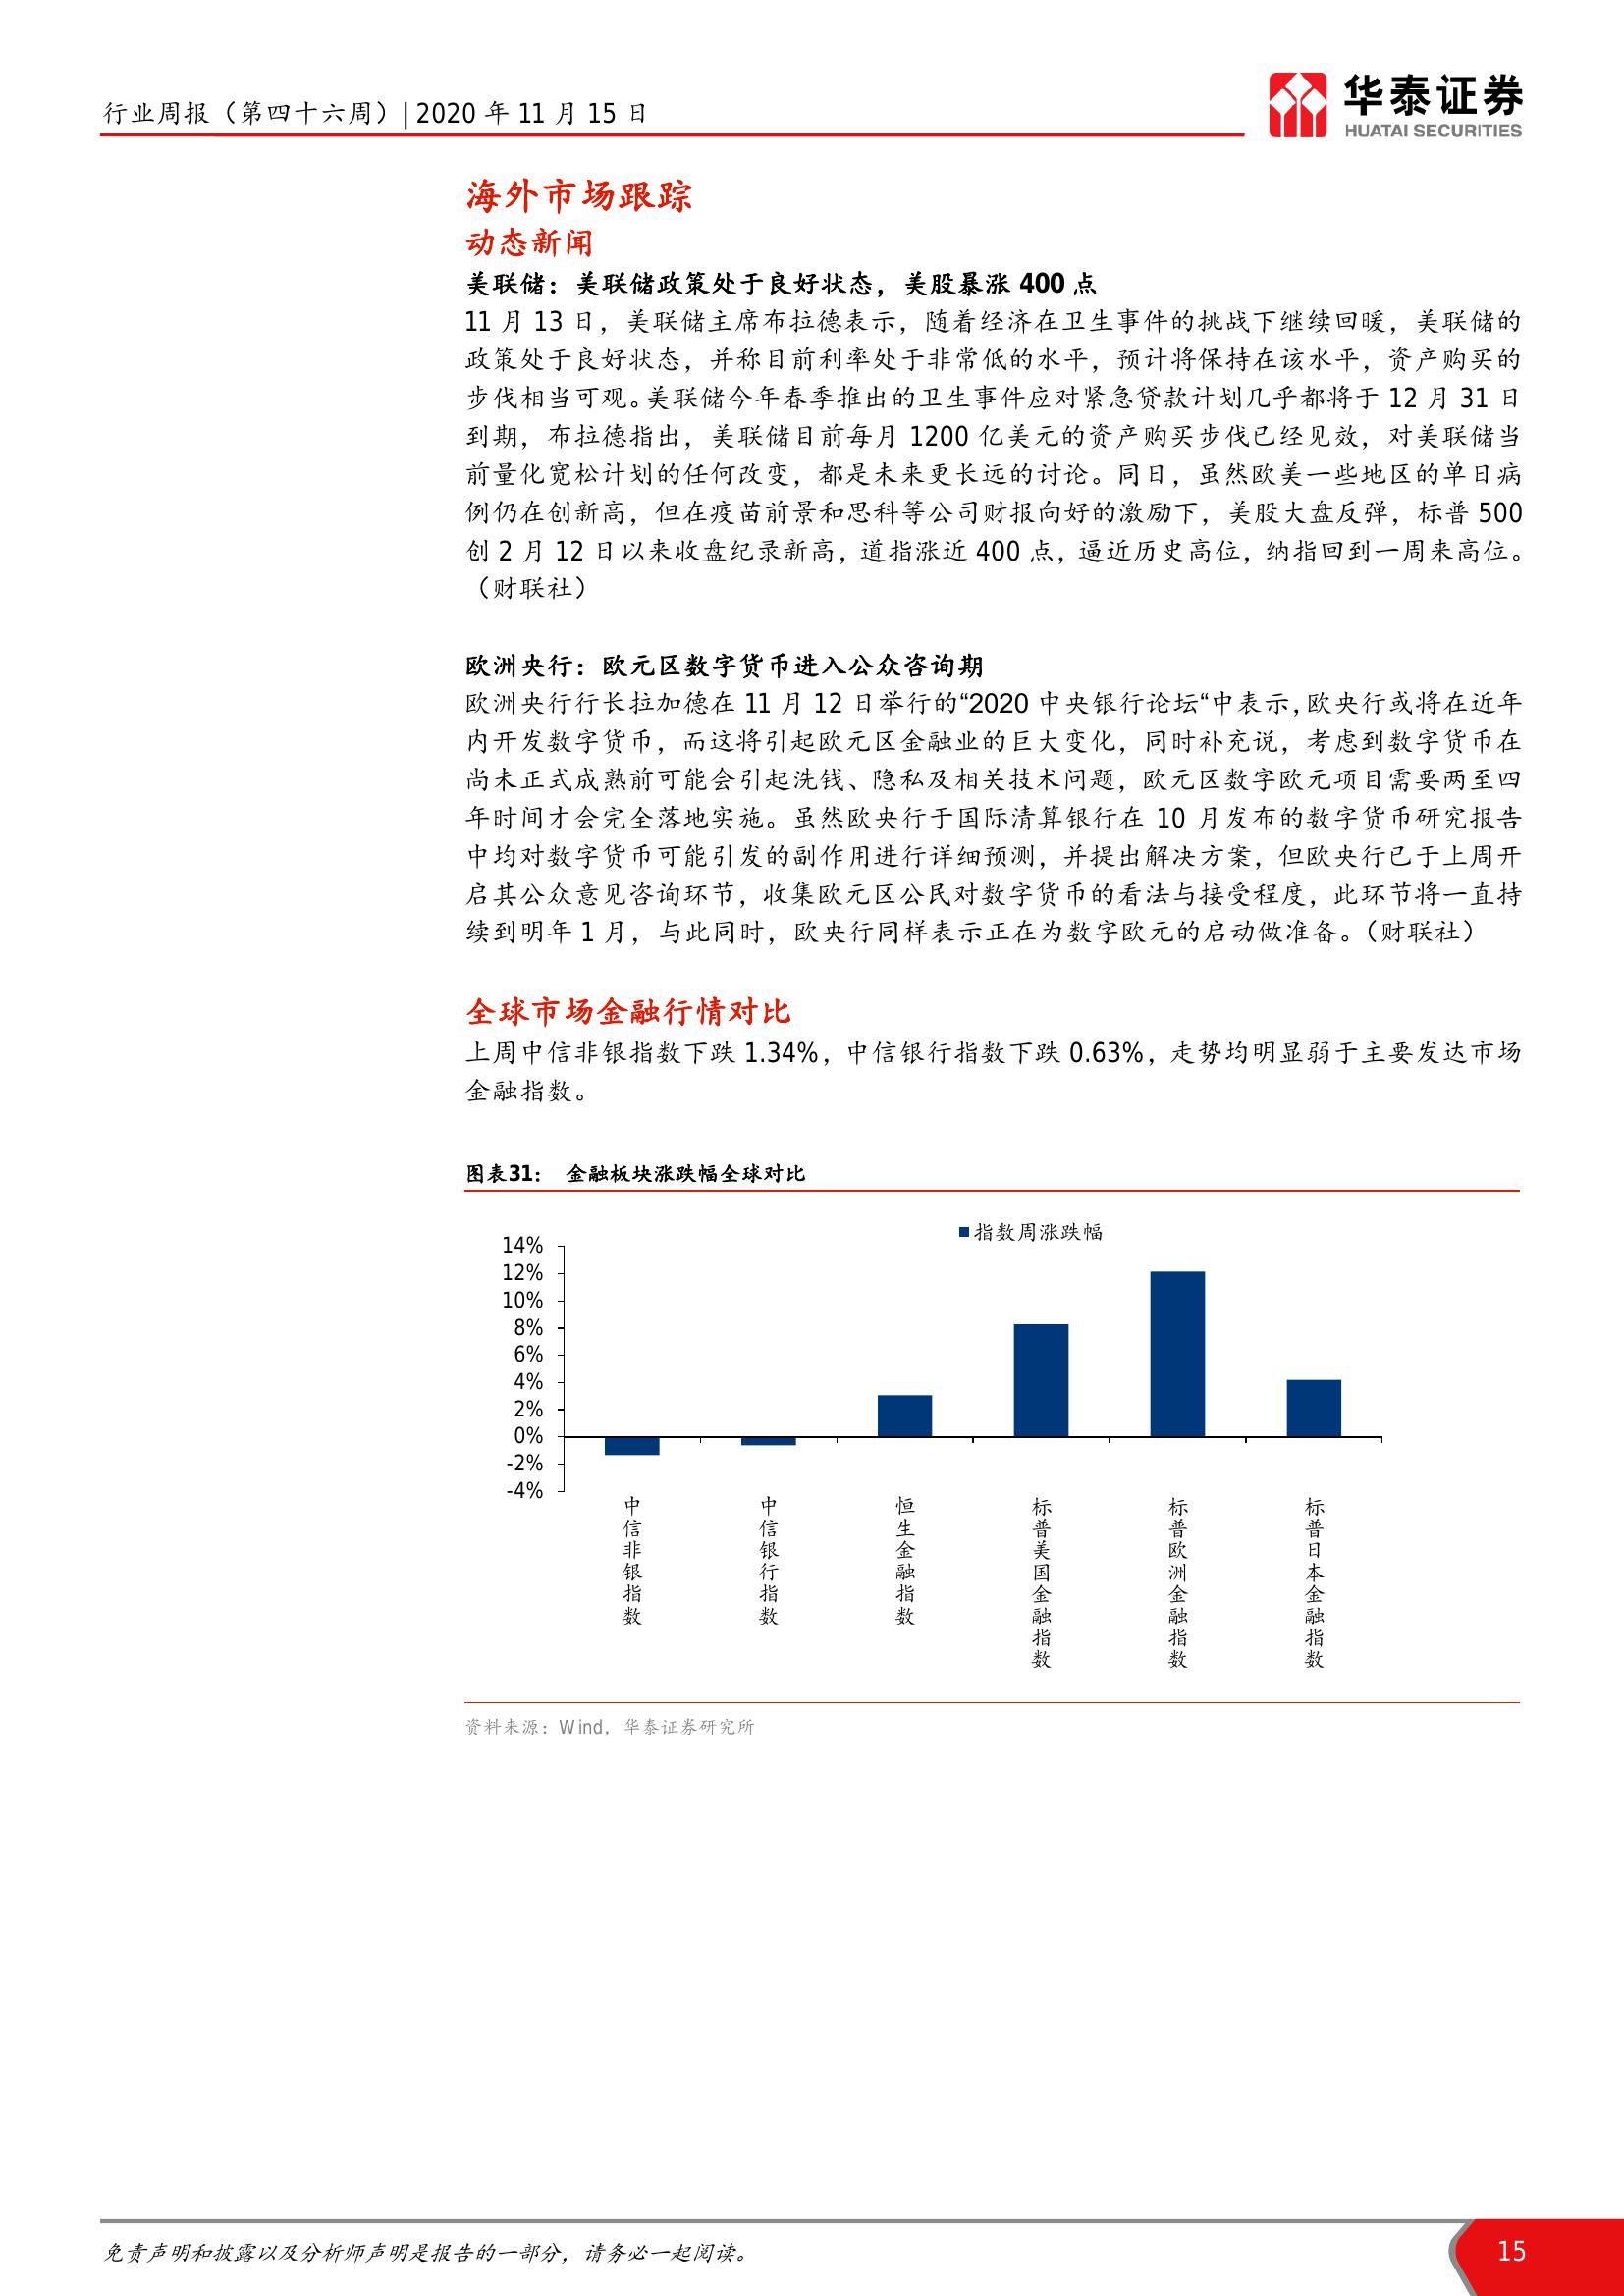 行业周报（第四十六周）| 2020 年 11 月 15 日
华泰证券
HUATAI SECURITIES
海外市场跟踪
动态新闻
美联储：美联储政策处于良好状态，美股暴涨 400 点
11 月 13 日，美联储主席布拉德表示，随着经济在卫生事件的挑战下继续回暖，美联储的
政策处于良好状态，并称目前利率处于非常低的水平，预计将保持在该水平，资产购买的
步伐相当可观。美联储今年春季推出的卫生事件应对紧急贷款计划几乎都将于 12 月 31 日
到期，布拉德指出，美联储目前每月 1200 亿美元的资产购买步伐已经见效，对美联储当
前量化宽松计划的任何改变，都是未来更长远的讨论。同日，虽然欧美一些地区的单日病
例仍在创新高，但在疫苗前景和思科等公司财报向好的激励下，美股大盘反弹，标普 500
创 2 月 12 日以来收盘纪录新高，道指涨近 400 点，逼近历史高位，纳指回到一周来高位。
（财联社）
欧洲央行：欧元区数字货币进入公众咨询期
欧洲央行行长拉加德在 11 月 12 日举行的“2020 中央银行论坛“中表示，欧央行或将在近年
内开发数字货币，而这将引起欧元区金融业的巨大变化，同时补充说，考虑到数字货币在
尚未正式成熟前可能会引起洗钱、隐私及相关技术问题，欧元区数字欧元项目需要两至四
年时间才会完全落地实施。虽然欧央行于国际清算银行在 10 月发布的数字货币研究报告
中均对数字货币可能引发的副作用进行详细预测，并提出解决方案，但欧央行已于上周开
启其公众意见咨询环节，收集欧元区公民对数字货币的看法与接受程度，此环节将一直持
续到明年 1 月，与此同时，欧央行同样表示正在为数字欧元的启动做准备。（财联社）
全球市场金融行情对比
上周中信非银指数下跌 1.34%，中信银行指数下跌 0.63%，走势均明显弱于主要发达市场
金融指数。
图表31： 金融板块涨跌幅全球对比
指数周涨跌幅
14%
12%
10%
8%
6%
4%
2%
0%
-2%
-4%
中信非银指数
中信银行指数
恒生金融指数
标普美国金融指数
标普欧洲金融指数
标普日本金融指数
资料来源：Wind，华泰证券研究所
免责声明和披露以及分析师声明是报告的一部分，请务必一起阅读。
15